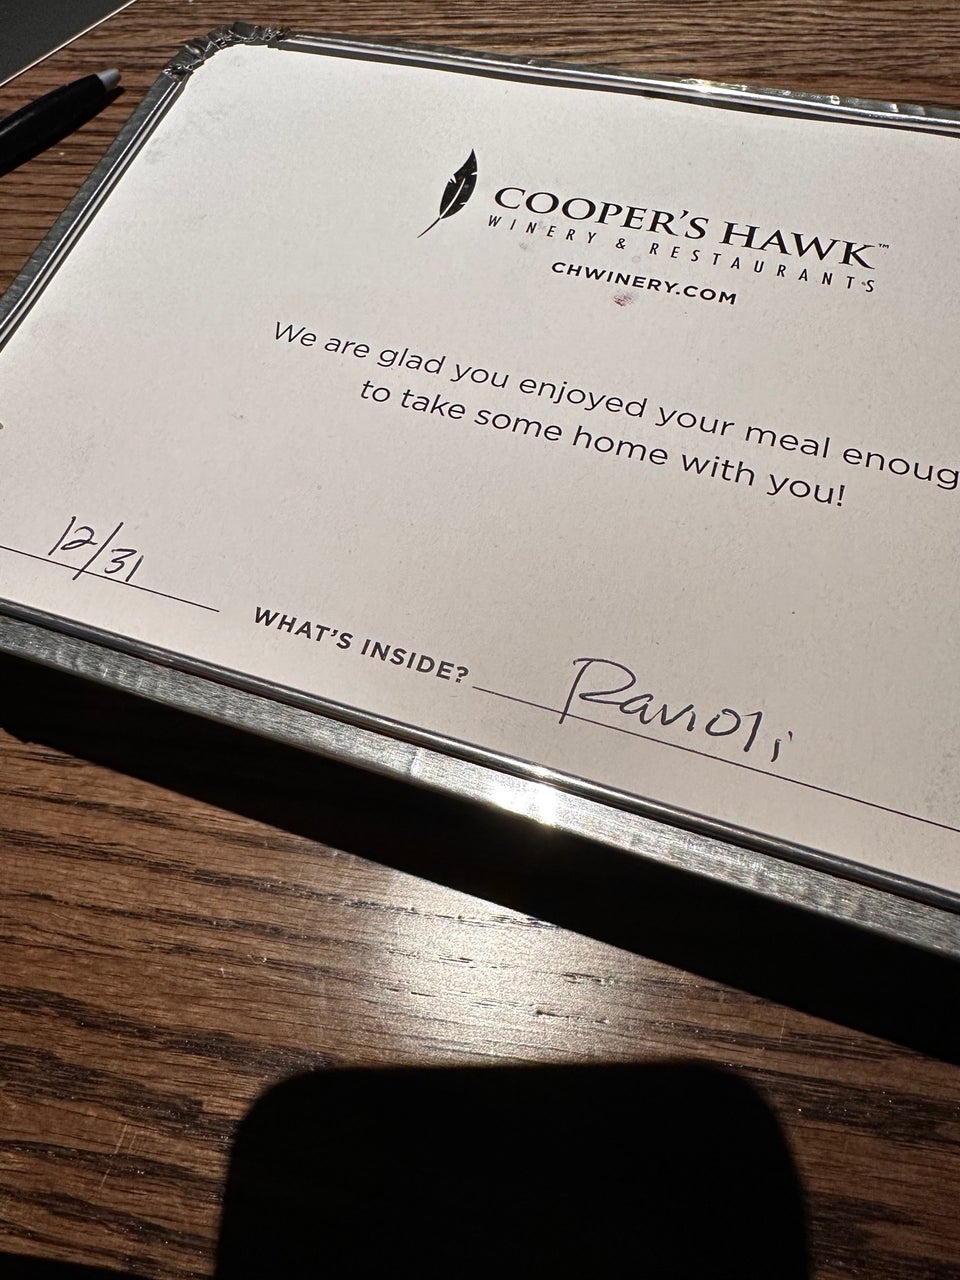 COOPER'S HAWK™
WINERY & RESTAURANTS
CHWINERY.COM
We are glad you enjoyed your meal enoug
to take some home with you!
12/31
WHAT'S INSIDE? Ravioli